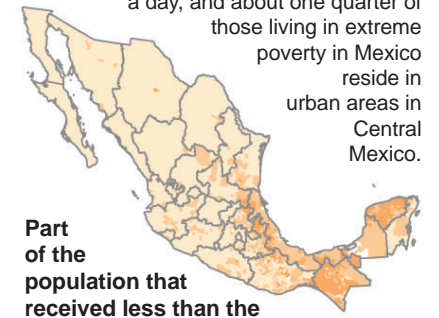 a day, and about one quarter of
those living in extreme
poverty in Mexico
reside in
urban areas in
Central
Mexico.
Part
of the
population that
received less than the